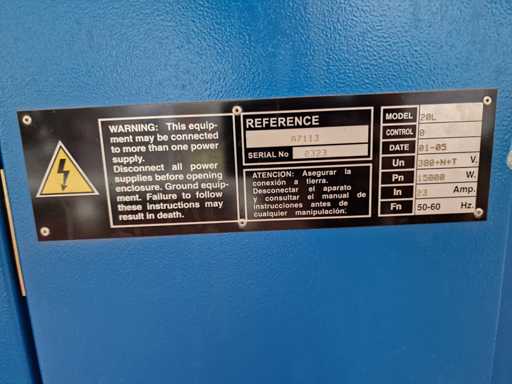 WARNING: This equip-
ment may be connected
to more than one power
supply.
Disconnect all power
supplies before opening
enclosure. Ground equip-
ment. Failure to follow
these instructions may
result in death.
REFERENCE
A7113
SERIAL No 0323
ATENCION: Asegurar la
conexión a tierra.
Desconectar el aparato
y consultar el manual de
instrucciones antes de
cualquier manipulación.
MODEL 20L
CONTROL 0
DATE 01-05
Un 380+N+T V.
Pn 15000 W.
In 23 Amp.
Fn 50-60 Hz.